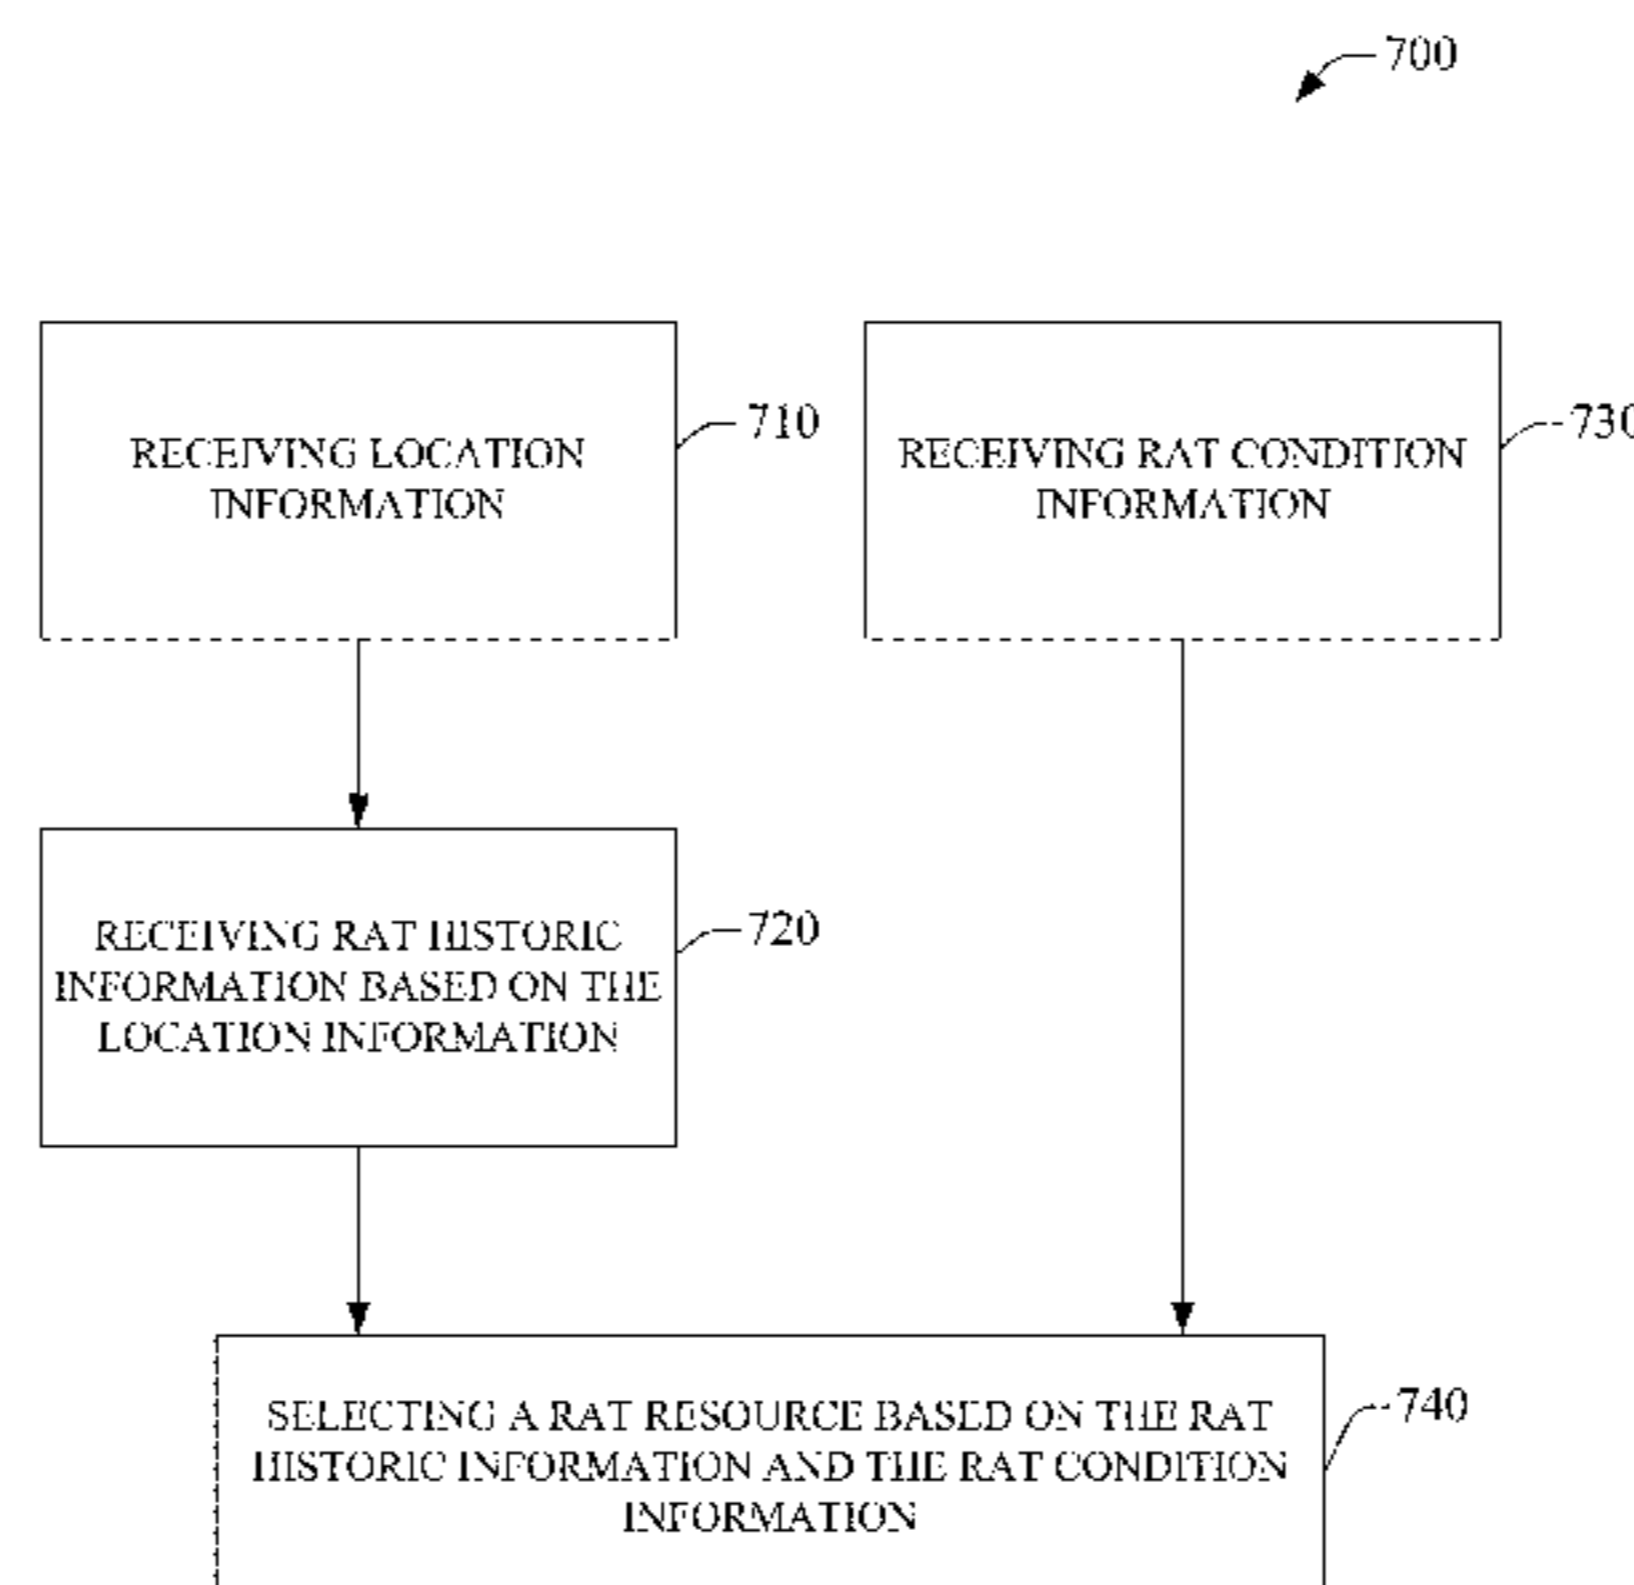 700
RECEIVING LOCATION
INFORMATION
710
RECEIVING RAT CONDITION
INFORMATION
730
RECEIVING RAT HISTORIC
INFORMATION BASED ON THE
LOCATION INFORMATION
720
SELECTING A RAT RESOURCE BASED ON THE RAT
HISTORIC INFORMATION AND THE RAT CONDITION
INFORMATION
740